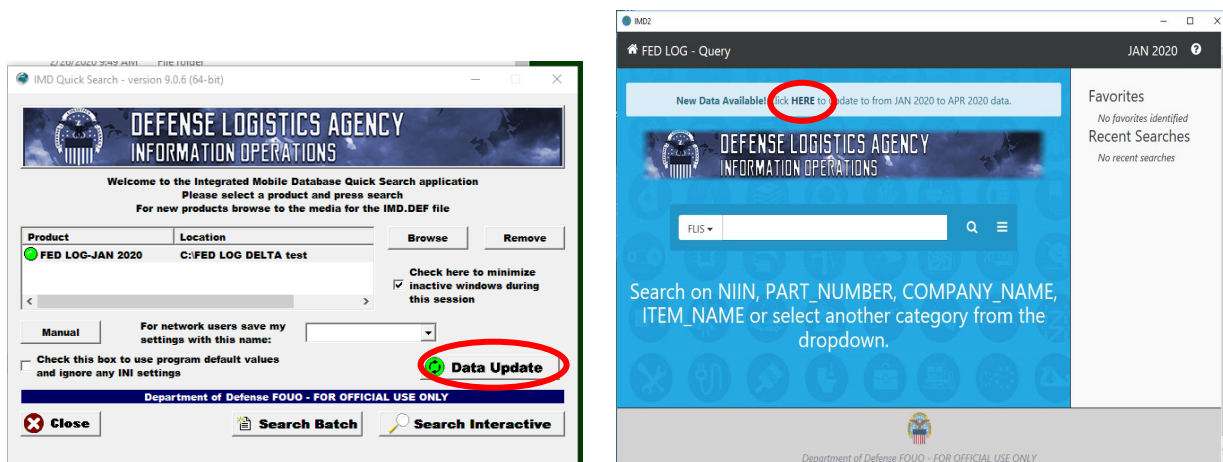 2/20/2020 9:49 AM File folder
IMD Quick Search - version 9.0.6 (64-bit)
DEFENSE LOGISTICS AGENCY
INFORMATION OPERATIONS
Welcome to the Integrated Mobile Database Quick Search application
Please select a product and press search
For new products browse to the media for the IMD.DEF file
Product Location
FED LOG-JAN 2020 C:\FED LOG DELTA test
Browse Remove
Check here to minimize
inactive windows during
this session
Manual
For network users save my
settings with this name:
Check this box to use program default values
and ignore any INI settings
Data Update
Department of Defense FOUO - FOR OFFICIAL USE ONLY
Close Search Batch Search Interactive
IMD2
FED LOG - Query JAN 2020 ?
New Data Available! Click HERE to update to from JAN 2020 to APR 2020 data.
DEFENSE LOGISTICS AGENCY
INFORMATION OPERATIONS
FLIS
Search on NIIN, PART_NUMBER, COMPANY_NAME,
ITEM_NAME or select another category from the
dropdown.
Favorites
No favorites identified
Recent Searches
No recent searches
Department of Defense FOUO - FOR OFFICIAL USE ONLY